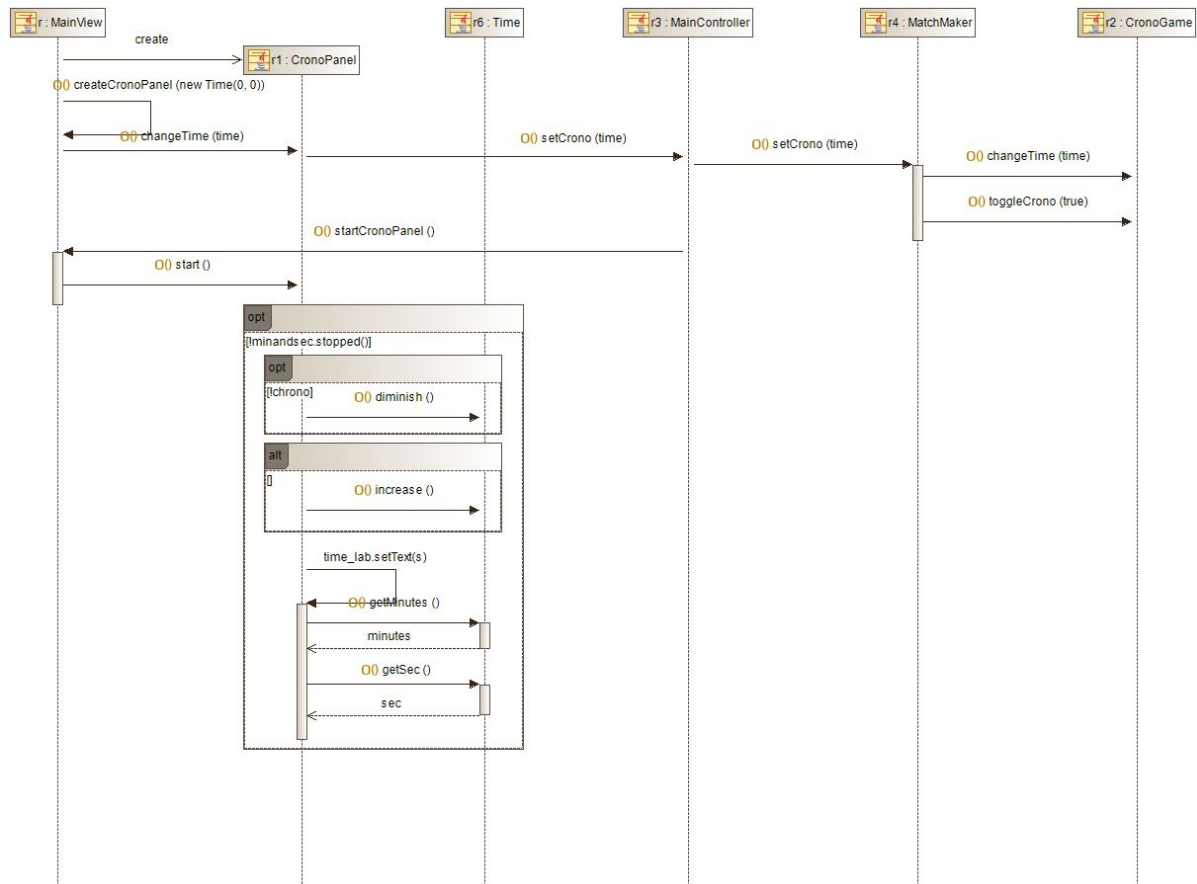 r : MainView
r6 : Time
r3 : MainController
r4 : MatchMaker
r2 : CronoGame
create
r1 : CronoPanel
O() createCronoPanel (new Time(0, 0))
O() changeTime (time)
O() setCrono (time)
O() setCrono (time)
O() changeTime (time)
O() toggleCrono (true)
O() startCronoPanel ()
O() start ()
opt
[!minandsec.stopped()]
opt
[!chrono]
O() diminish ()
alt
[]
O() increase ()
time_lab.setText(s)
O() getMinutes ()
minutes
O() getSec ()
sec